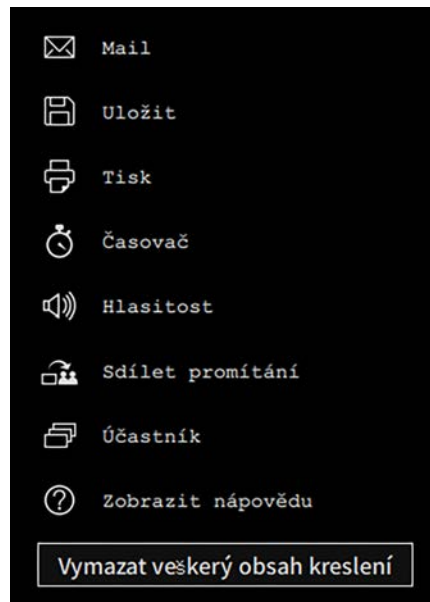 Mail
Uložit
Tisk
Časovač
Hlasitost
Sdílet promítání
Účastník
Zobrazit nápovědu
Vymazat veškerý obsah kreslení